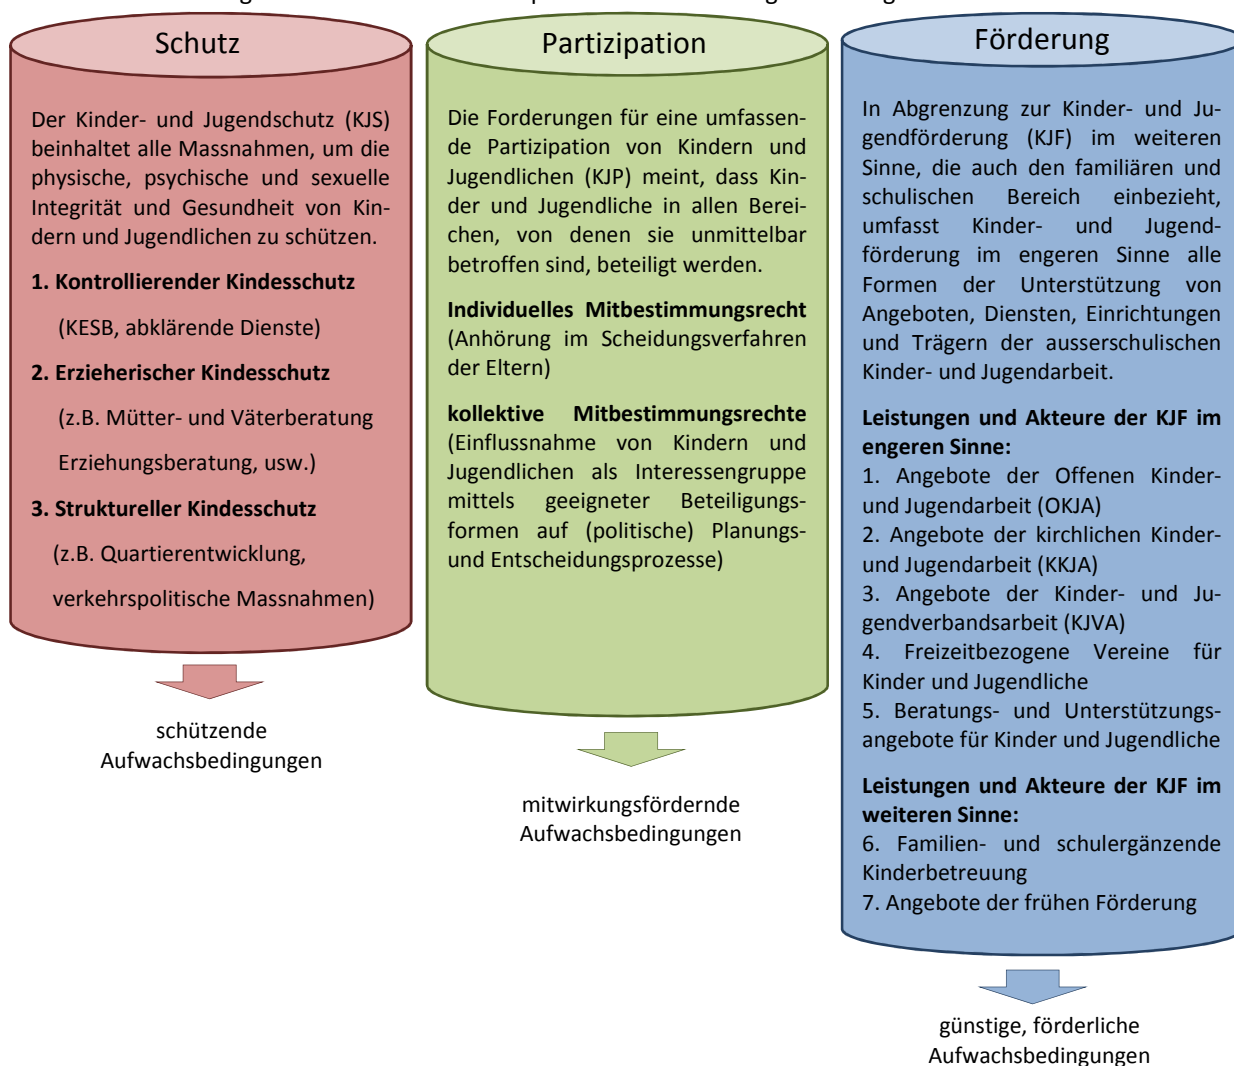 Schutz
Der Kinder- und Jugendschutz (KJS)
beinhaltet alle Massnahmen, um die
physische, psychische und sexuelle
Integrität und Gesundheit von Kin-
dern und Jugendlichen zu schützen.
1. Kontrollierender Kindesschutz
(KESB, abklärende Dienste)
2. Erzieherischer Kindesschutz
(z.B. Mütter- und Väterberatung
Erziehungsberatung, usw.)
3. Struktureller Kindesschutz
(z.B. Quartierentwicklung,
verkehrspolitische Massnahmen)
schützende
Aufwachsbedingungen
Partizipation
Die Forderungen für eine umfassen-
de Partizipation von Kindern und
Jugendlichen (KJP) meint, dass Kin-
der und Jugendliche in allen Berei-
chen, von denen sie unmittelbar
betroffen sind, beteiligt werden.
Individuelles Mitbestimmungsrecht
(Anhörung im Scheidungsverfahren
der Eltern)
kollektive Mitbestimmungsrechte
(Einflussnahme von Kindern und
Jugendlichen als Interessengruppe
mittels geeigneter Beteiligungs-
formen auf (politische) Planungs-
und Entscheidungsprozesse)
mitwirkungsfördernde
Aufwachsbedingungen
Förderung
In Abgrenzung zur Kinder- und Ju-
gendförderung (KJF) im weiteren
Sinne, die auch den familiären und
schulischen Bereich einbezieht,
umfasst Kinder- und Jugend-
förderung im engeren Sinne alle
Formen der Unterstützung von
Angeboten, Diensten, Einrichtungen
und Trägern der ausserschulischen
Kinder- und Jugendarbeit.
Leistungen und Akteure der KJF im
engeren Sinne:
1. Angebote der Offenen Kinder-
und Jugendarbeit (OKJA)
2. Angebote der kirchlichen Kinder-
und Jugendarbeit (KKJA)
3. Angebote der Kinder- und Ju-
gendverbandsarbeit (KJVA)
4. Freizeitbezogene Vereine für
Kinder und Jugendliche
5. Beratungs- und Unterstützungs-
angebote für Kinder und Jugendliche
Leistungen und Akteure der KJF im
weiteren Sinne:
6. Familien- und schulergänzende
Kinderbetreuung
7. Angebote der frühen Förderung
günstige, förderliche
Aufwachsbedingungen